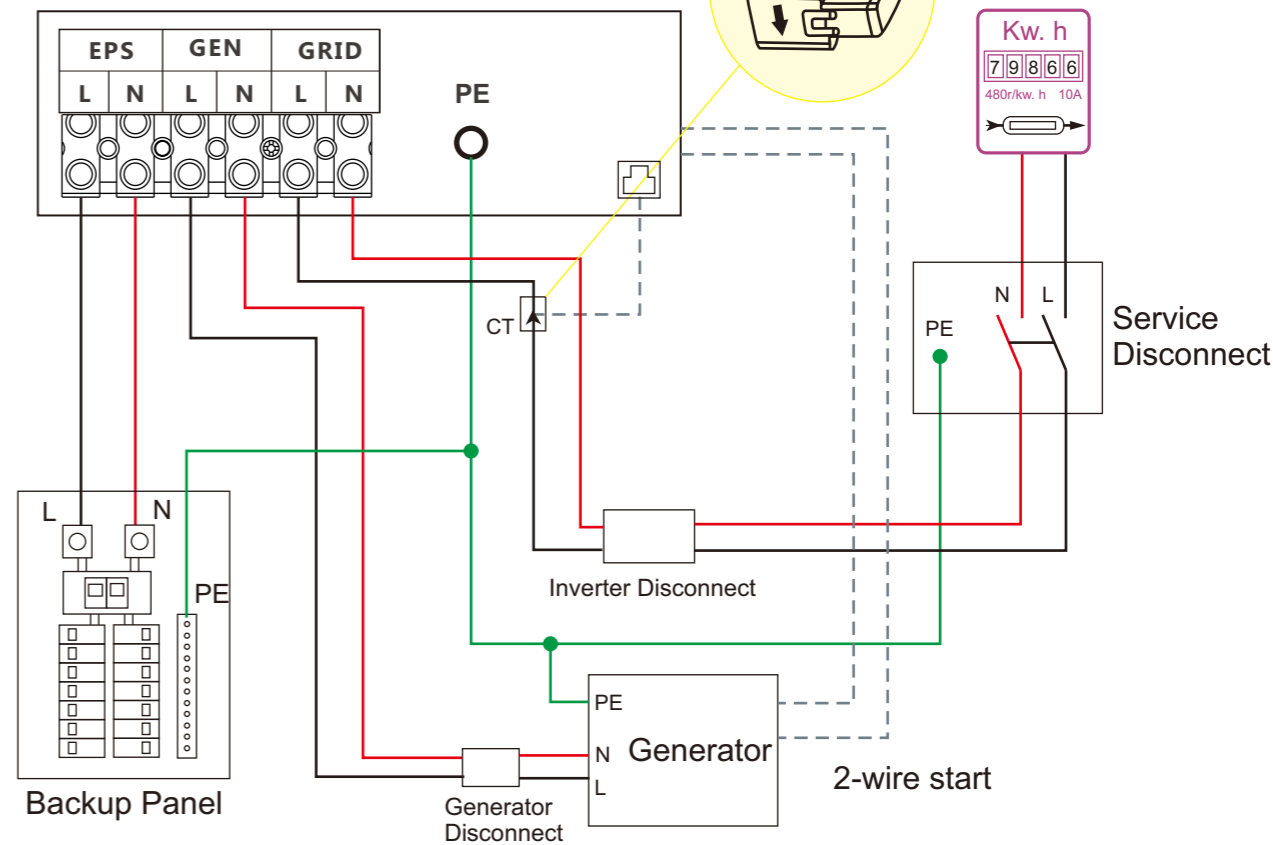 EPS GEN GRID
L N L N L N
PE
Kw. h
79866
480r/kw. h 10A
CT
N L
PE
Service
Disconnect
L N
PE
Inverter Disconnect
PE
N
L
Generator
2-wire start
Backup Panel
Generator
Disconnect